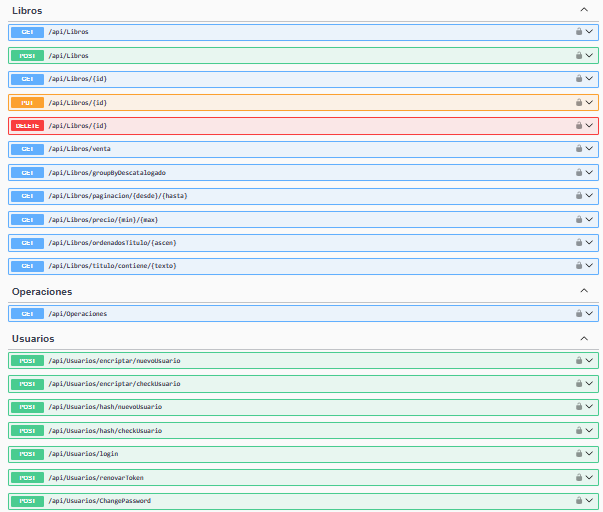 Libros
GET /api/Libros
POST /api/Libros
GET /api/Libros/{id}
PUT /api/Libros/{id}
DELETE /api/Libros/{id}
GET /api/Libros/venta
GET /api/Libros/groupByDescatalogado
GET /api/Libros/paginacion/{desde}/{hasta}
GET /api/Libros/precio/{min}/{max}
GET /api/Libros/ordenadosTitulo/{ascen}
GET /api/Libros/titulo/contiene/{texto}
Operaciones
GET /api/Operaciones
Usuarios
POST /api/Usuarios/encriptar/nuevoUsuario
POST /api/Usuarios/encriptar/checkUsuario
POST /api/Usuarios/hash/nuevoUsuario
POST /api/Usuarios/hash/checkUsuario
POST /api/Usuarios/login
POST /api/Usuarios/renovarToken
POST /api/Usuarios/ChangePassword